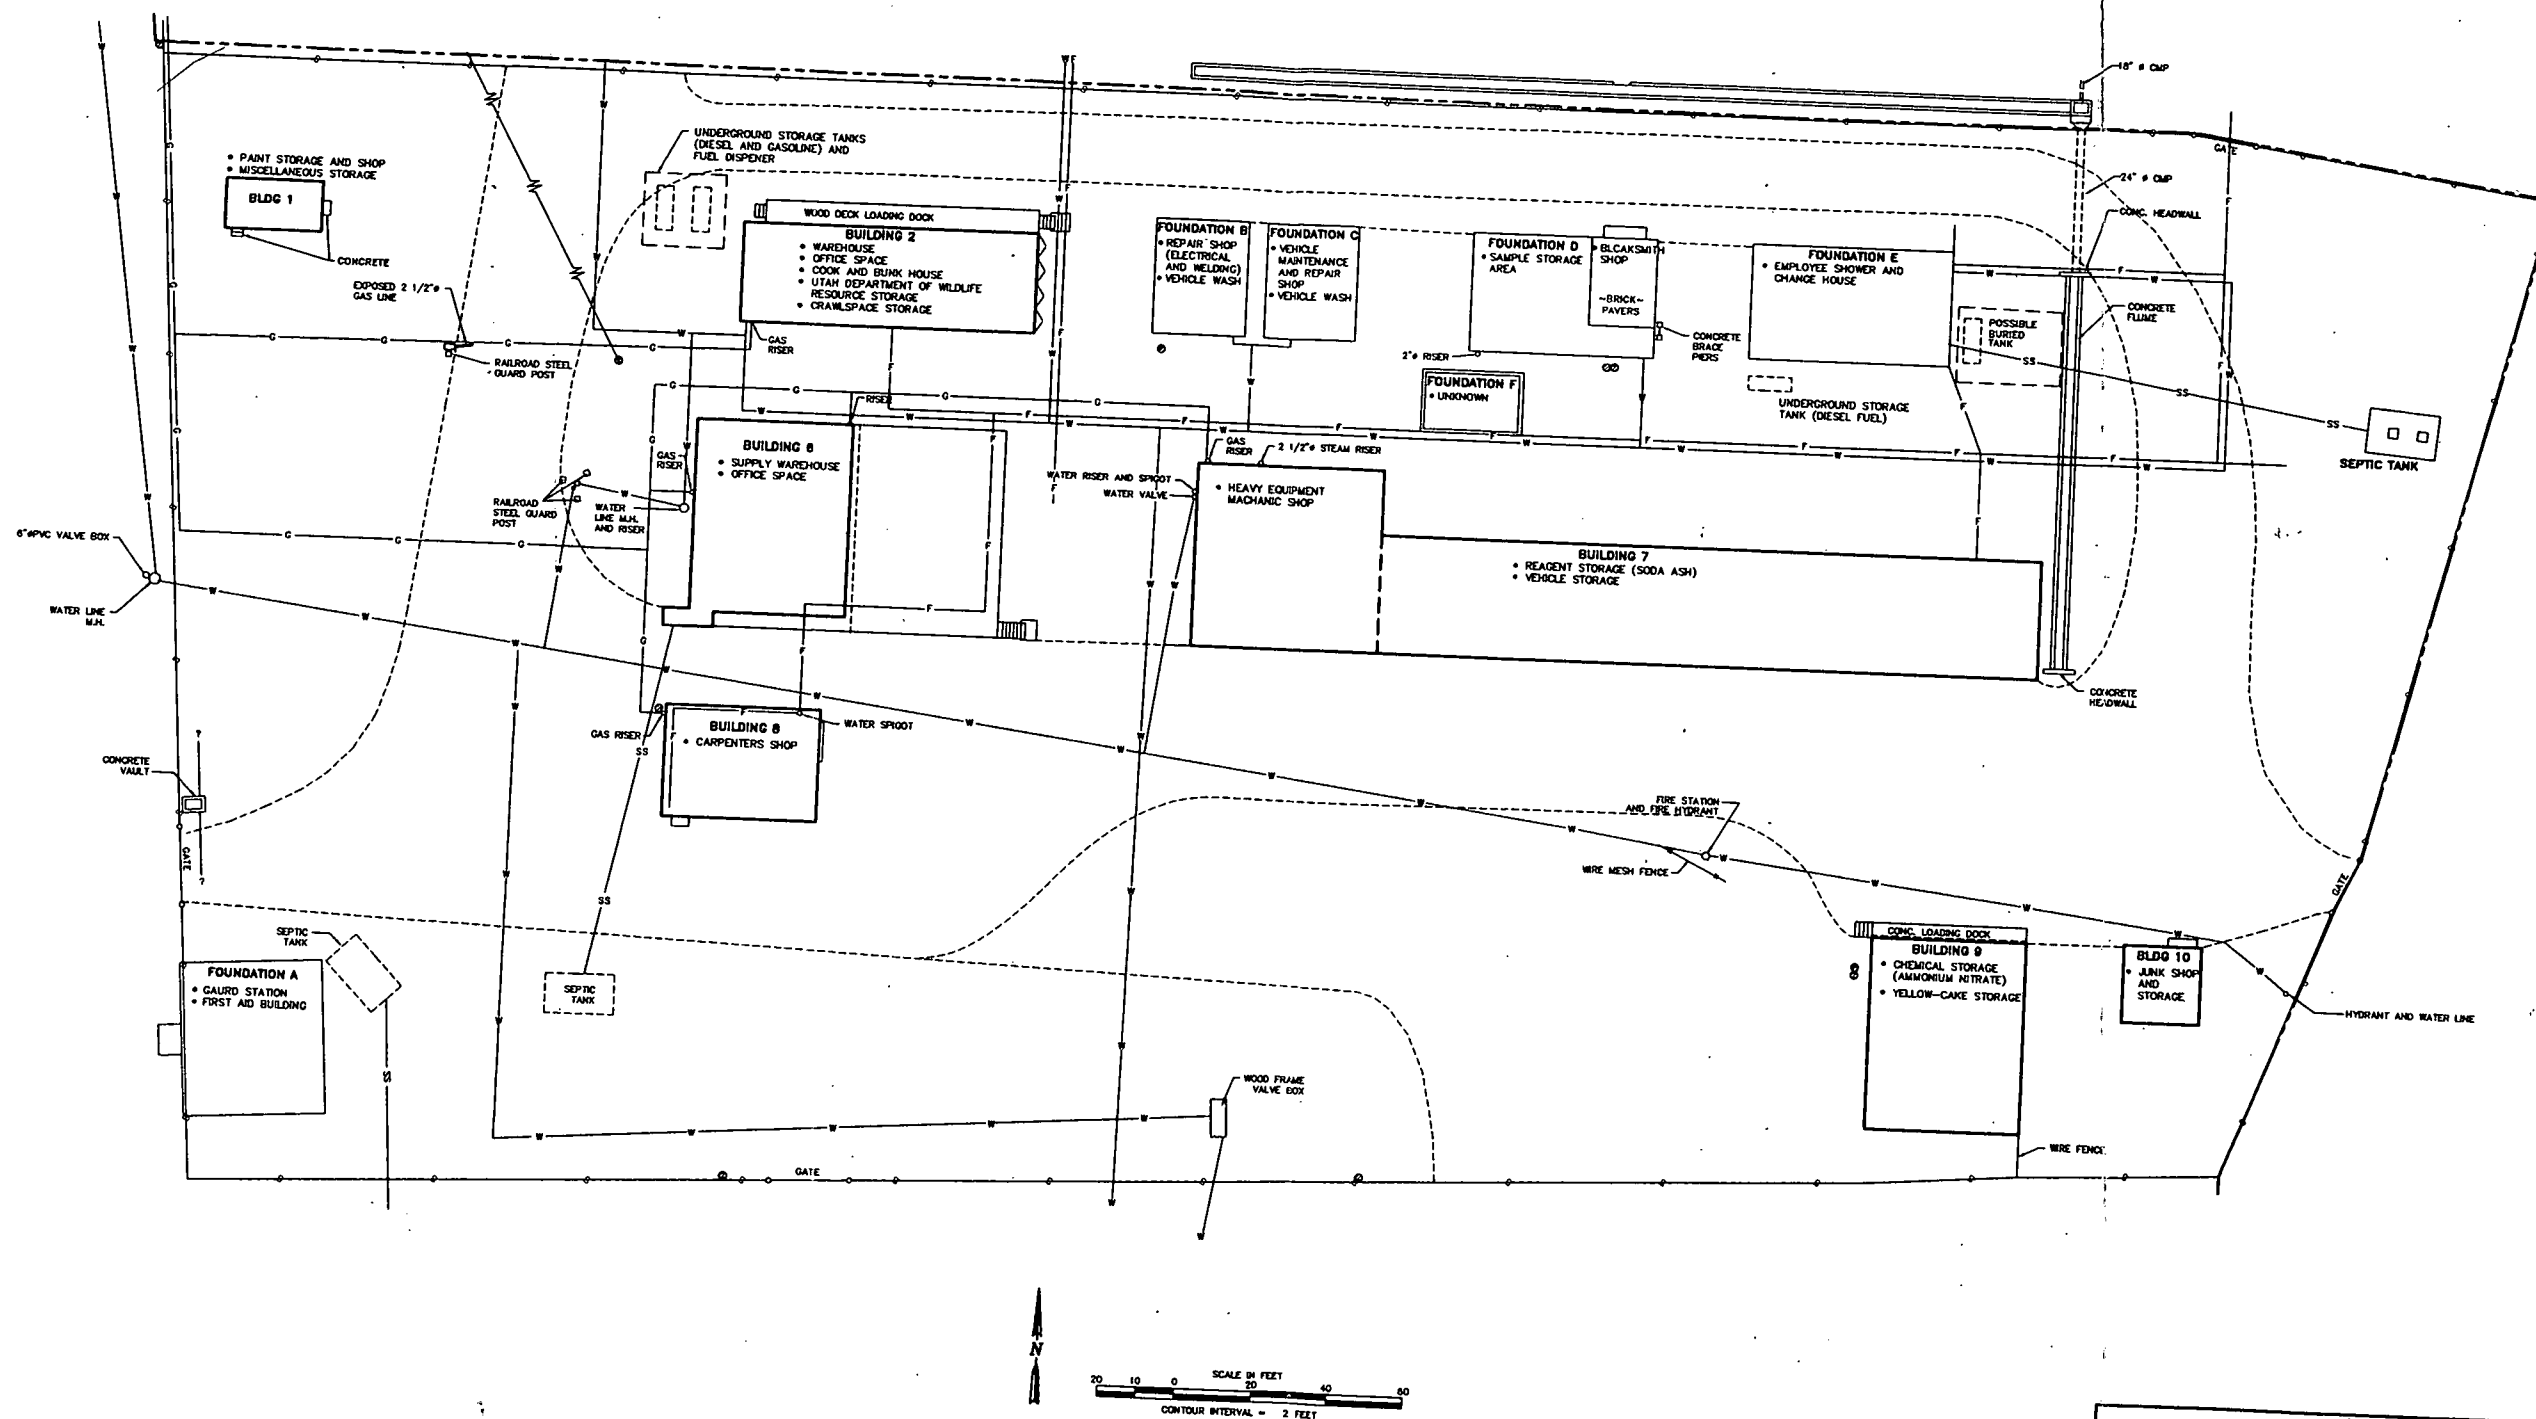 18" ø CMP
GATE
24" ø CMP
CONC. HEADWALL
UNDERGROUND STORAGE TANKS
(DIESEL AND GASOLINE) AND
FUEL DISPENER
• PAINT STORAGE AND SHOP
• MISCELLANEOUS STORAGE
BLDG 1
CONCRETE
EXPOSED 2 1/2"ø
GAS LINE
RAILROAD STEEL
GUARD POST
WOOD DECK LOADING DOCK
BUILDING 2
• WAREHOUSE
• OFFICE SPACE
• COOK AND BUNK HOUSE
• UTAH DEPARTMENT OF WILDLIFE
RESOURCE STORAGE
• CRAWLSPACE STORAGE
GAS
RISER
FOUNDATION B
• REPAIR SHOP
(ELECTRICAL
AND WELDING)
• VEHICLE WASH
FOUNDATION C
• VEHICLE
MAINTENANCE
AND REPAIR
SHOP
• VEHICLE WASH
FOUNDATION D
• SAMPLE STORAGE
AREA
• BLCAKSMITH
SHOP
~BRICK~
PAVERS
CONCRETE
BRACE
PIERS
2"ø RISER
FOUNDATION E
• EMPLOYEE SHOWER AND
CHANGE HOUSE
POSSIBLE
BURIED
TANK
CONCRETE
FLUME
FOUNDATION F
• UNKNOWN
UNDERGROUND STORAGE
TANK (DIESEL FUEL)
SS
SS
SS
SEPTIC TANK
RISER
BUILDING 6
• SUPPLY WAREHOUSE
• OFFICE SPACE
GAS
RISER
RAILROAD
STEEL GUARD
POST
WATER
LINE M.H.
AND RISER
GAS
RISER
2 1/2"ø STEAM RISER
WATER RISER AND SPIGOT
WATER VALVE
• HEAVY EQUIPMENT
MACHANIC SHOP
BUILDING 7
• REAGENT STORAGE (SODA ASH)
• VEHICLE STORAGE
6"øPVC VALVE BOX
WATER LINE
M.H.
CONCRETE
HEADWALL
GAS RISER
SS
BUILDING 8
• CARPENTERS SHOP
WATER SPIGOT
CONCRETE
VAULT
?
?
GATE
FIRE STATION
AND FIRE HYDRANT
WIRE MESH FENCE
GATE
SS
SEPTIC
TANK
FOUNDATION A
• GAURD STATION
• FIRST AID BUILDING
SS
SEPTIC
TANK
CONC. LOADING DOCK
BUILDING 9
• CHEMICAL STORAGE
(AMMONIUM NITRATE)
• YELLOW-CAKE STORAGE
BLDG 10
• JUNK SHOP
AND
STORAGE
HYDRANT AND WATER LINE
WOOD FRAME
VALVE BOX
WIRE FENCE
GATE
N
SCALE IN FEET
20 10 0 20 40 60
CONTOUR INTERVAL = 2 FEET